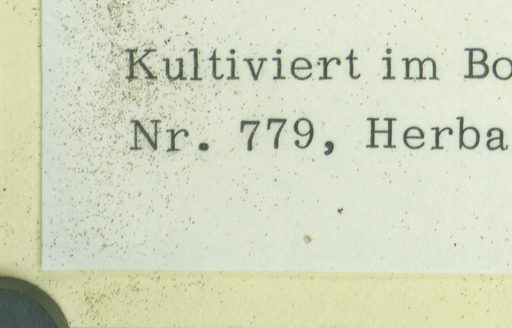 Kultiviert im Bo
Nr. 779, Herba